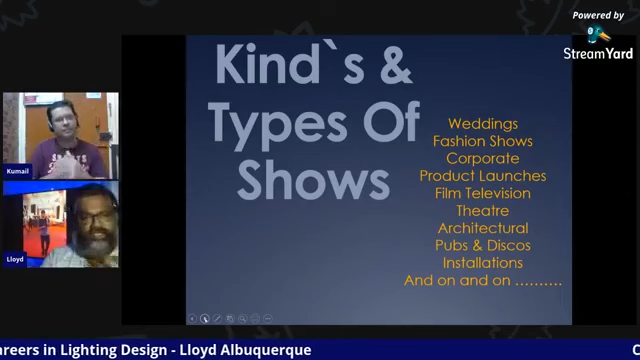 Powered by
StreamYard
Kind`s &
Types Of
Shows
Weddings
Fashion Shows
Corporate
Product Launches
Film Television
Theatre
Architectural
Pubs & Discos
Installations
And on and on ..........
Kumail
Lloyd
areers in Lighting Design - Lloyd Albuquerque
C